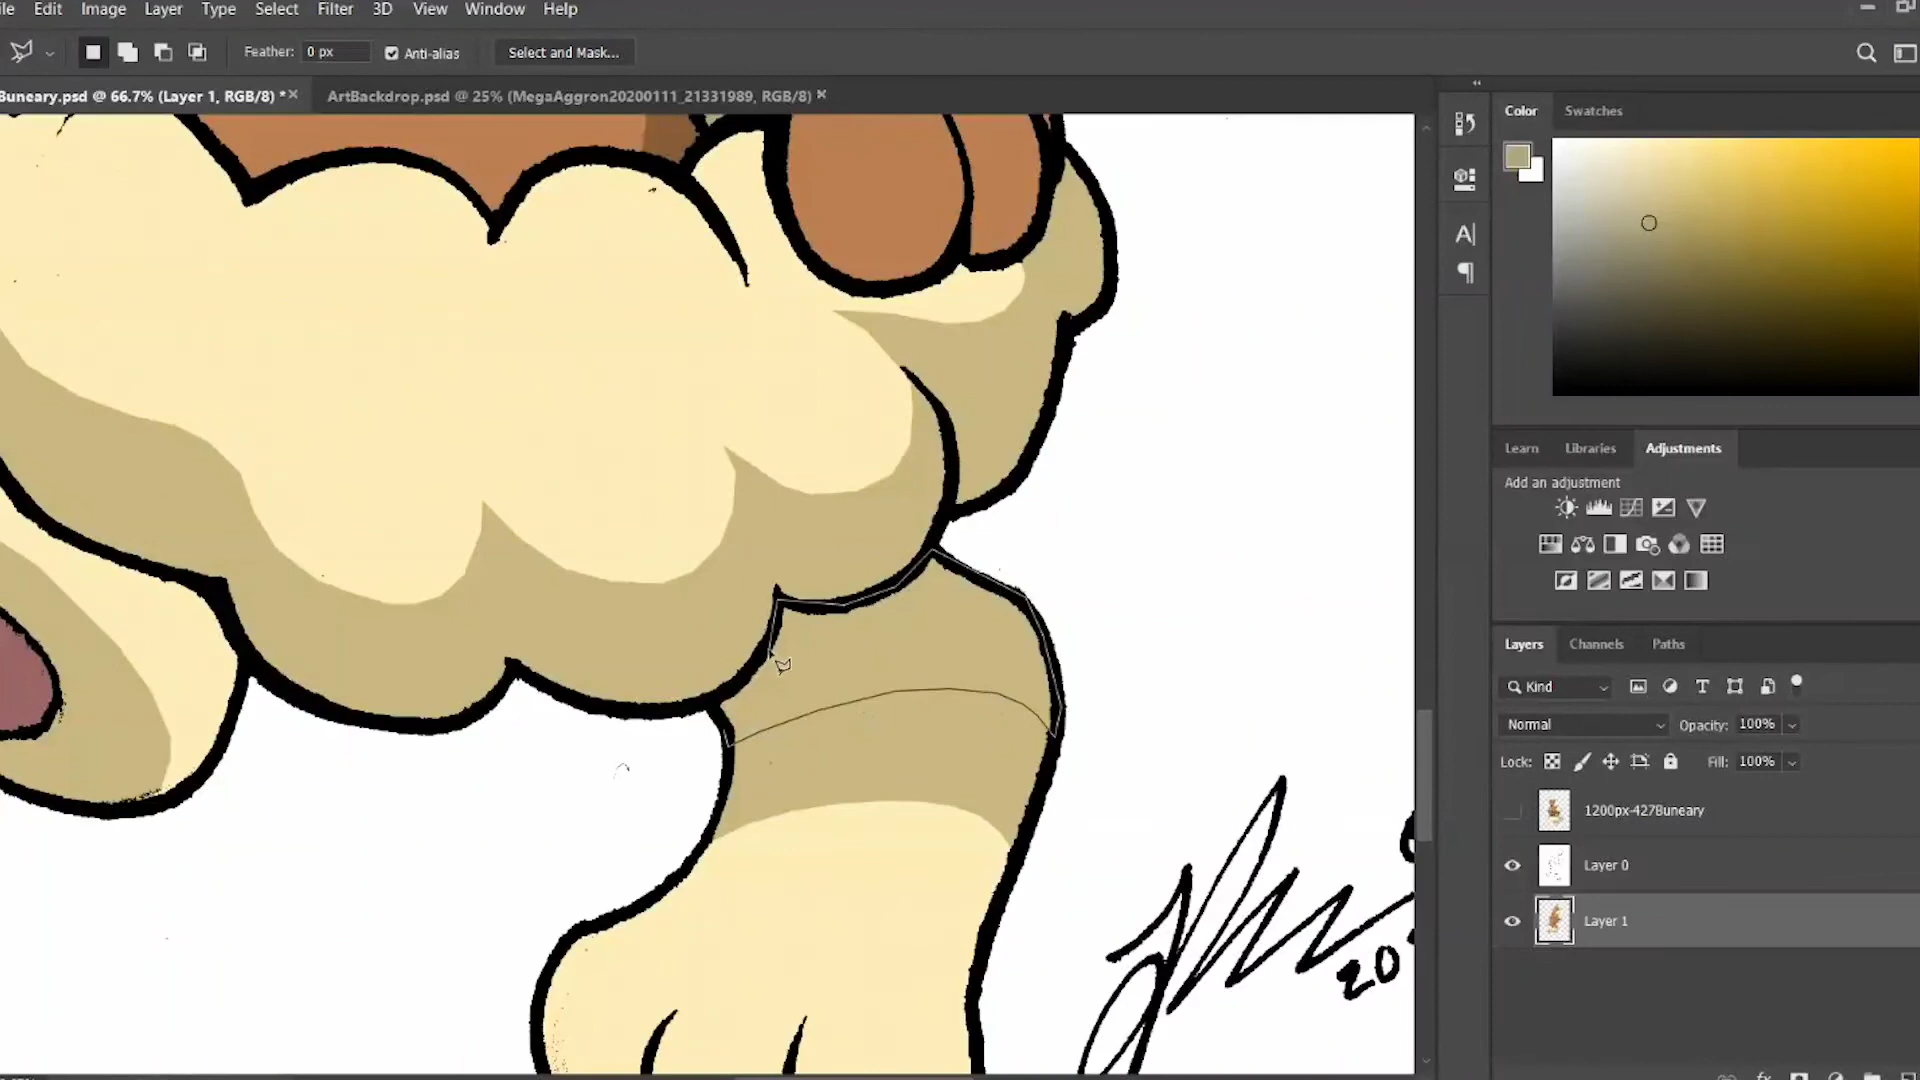 Edit Image Layer Type Select Filter 3D View Window Help
Feather: 0 px Anti-alias Select and Mask...
Buneary.psd @ 66.7% (Layer 1, RGB/8) * ArtBackdrop.psd @ 25% (MegaAggron20200111_21331989, RGB/8)
Color Swatches
Learn Libraries Adjustments
Add an adjustment
Layers Channels Paths
Kind
Normal Opacity: 100%
Lock: Fill: 100%
1200px-427Buneary
Layer 0
Layer 1
20